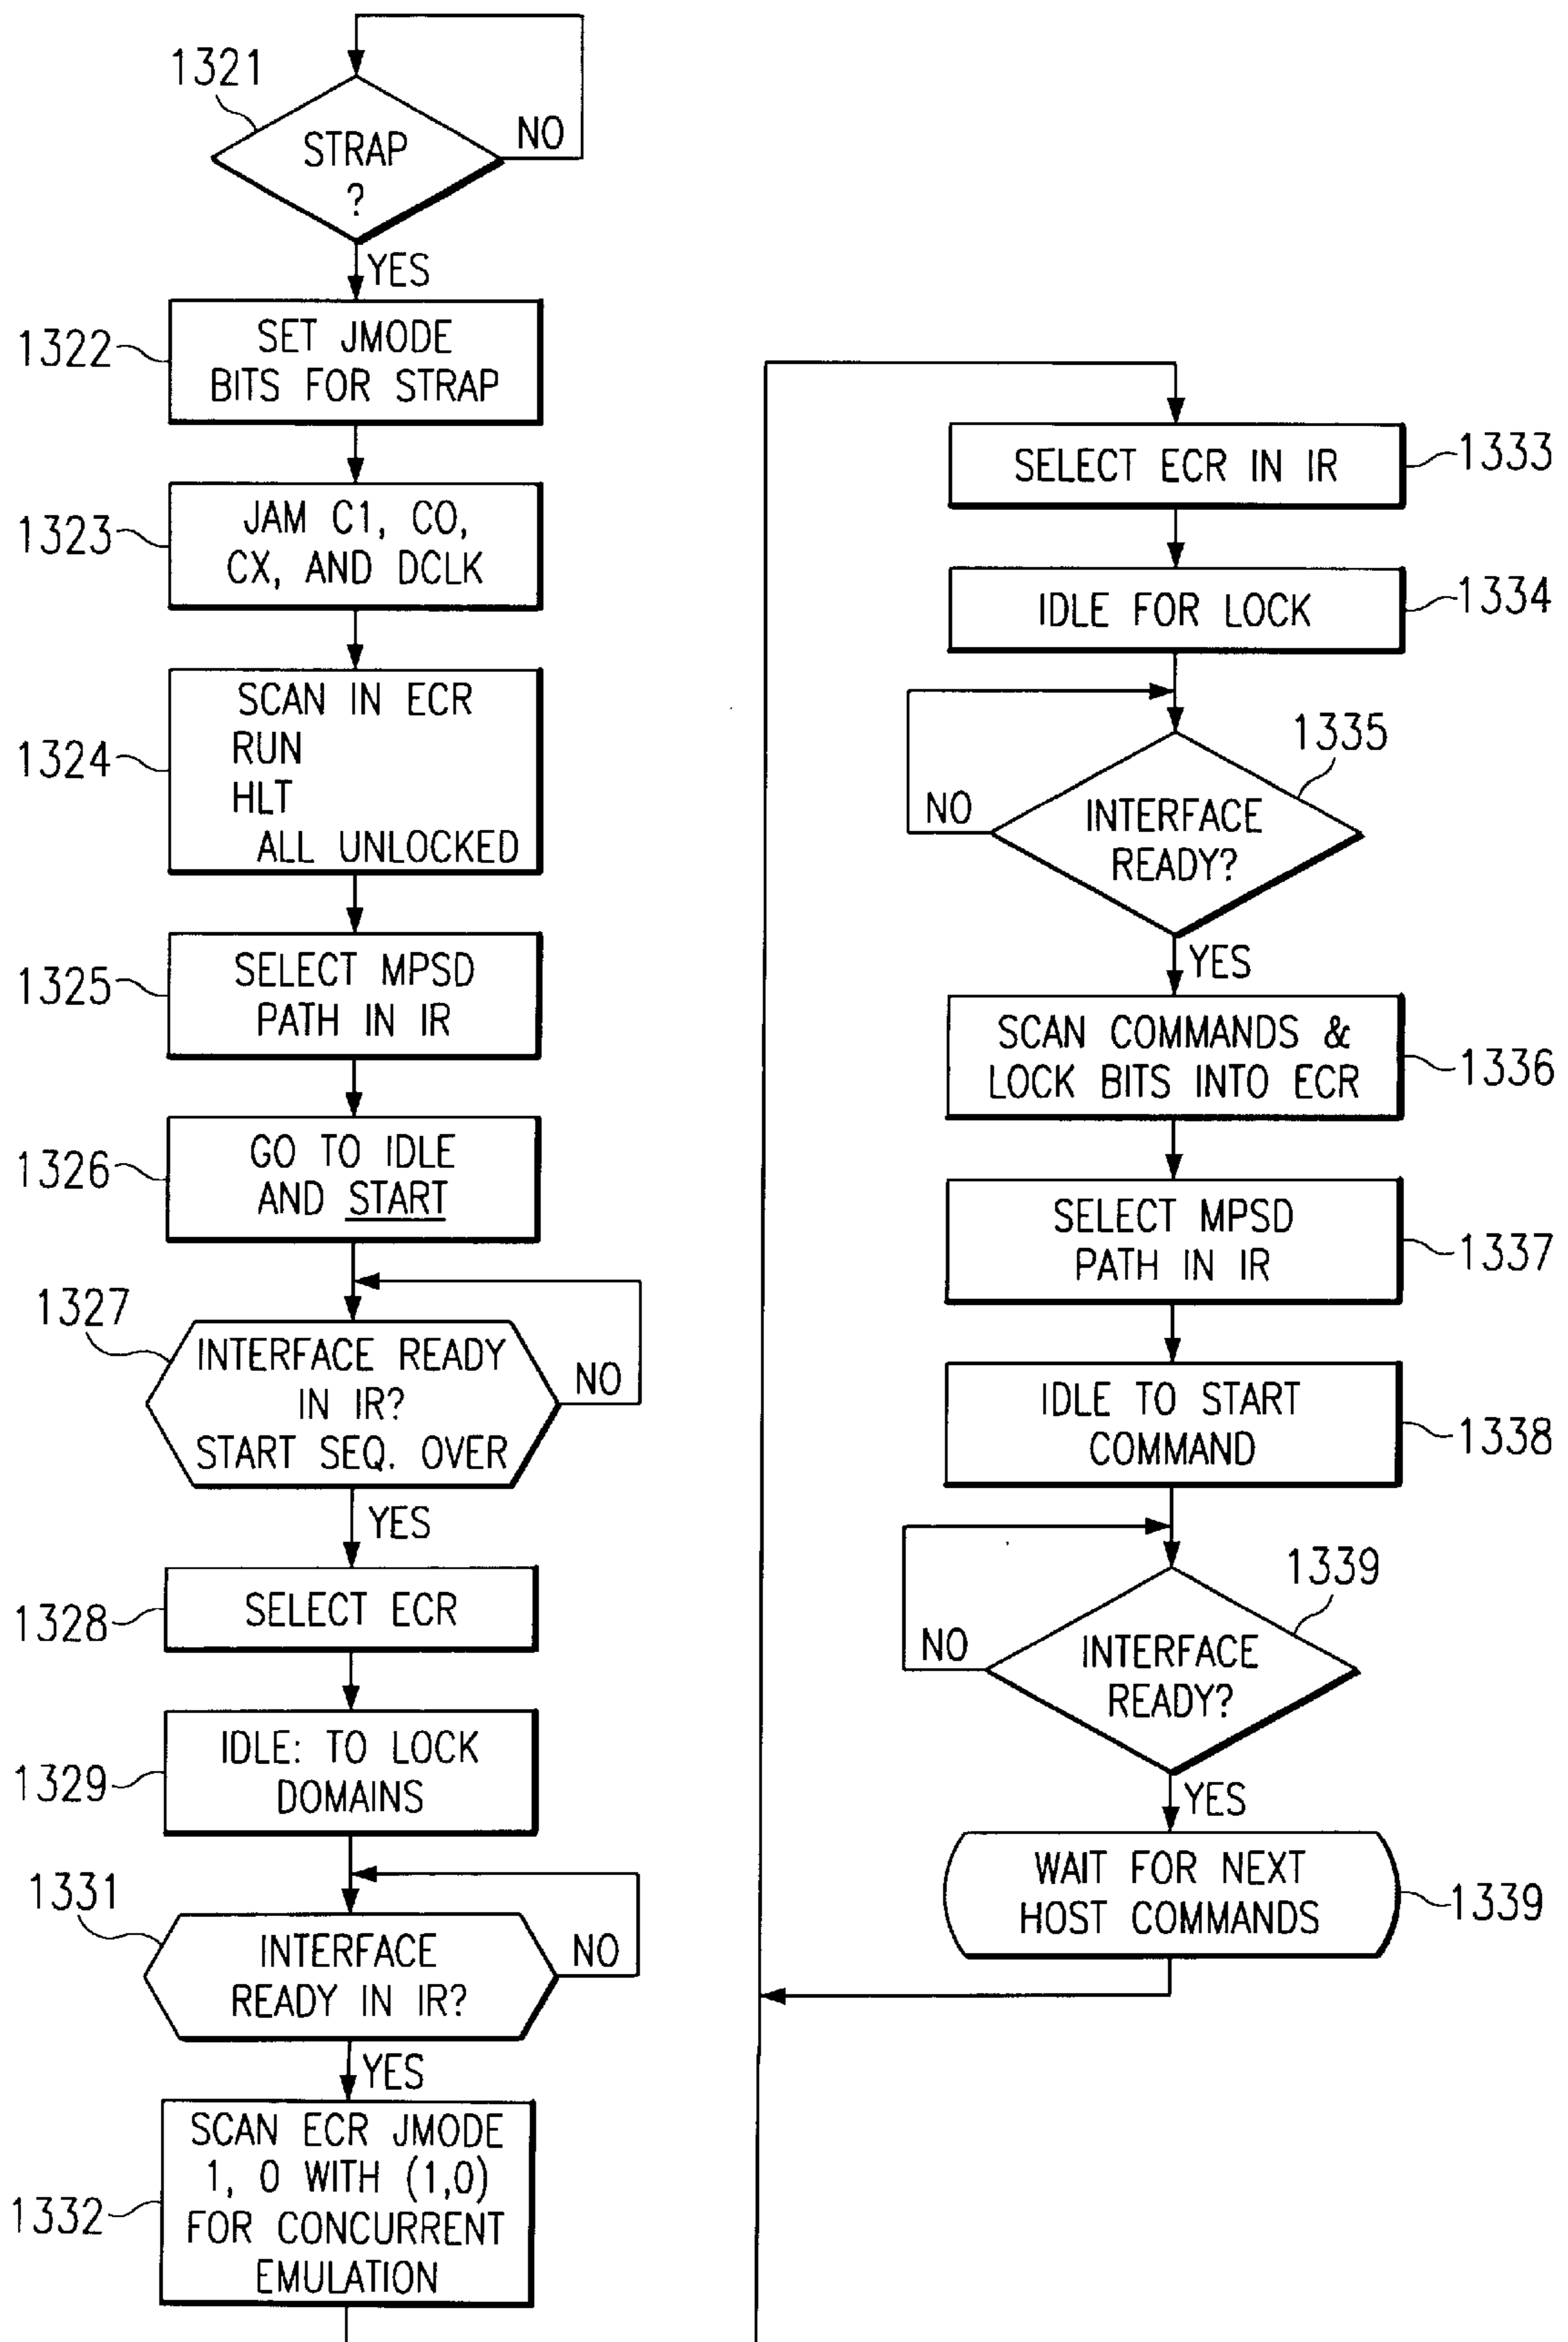 1321
STRAP
?
NO
YES
1322
SET JMODE
BITS FOR STRAP
1323
JAM C1, C0,
CX, AND DCLK
1324
SCAN IN ECR
RUN
HLT
ALL UNLOCKED
1325
SELECT MPSD
PATH IN IR
1326
GO TO IDLE
AND START
1327
INTERFACE READY
IN IR?
START SEQ. OVER
NO
YES
1328
SELECT ECR
1329
IDLE: TO LOCK
DOMAINS
1331
INTERFACE
READY IN IR?
NO
YES
1332
SCAN ECR JMODE
1, 0 WITH (1,0)
FOR CONCURRENT
EMULATION
SELECT ECR IN IR
1333
IDLE FOR LOCK
1334
1335
INTERFACE
READY?
NO
YES
SCAN COMMANDS &
LOCK BITS INTO ECR
1336
SELECT MPSD
PATH IN IR
1337
IDLE TO START
COMMAND
1338
1339
INTERFACE
READY?
NO
YES
WAIT FOR NEXT
HOST COMMANDS
1339